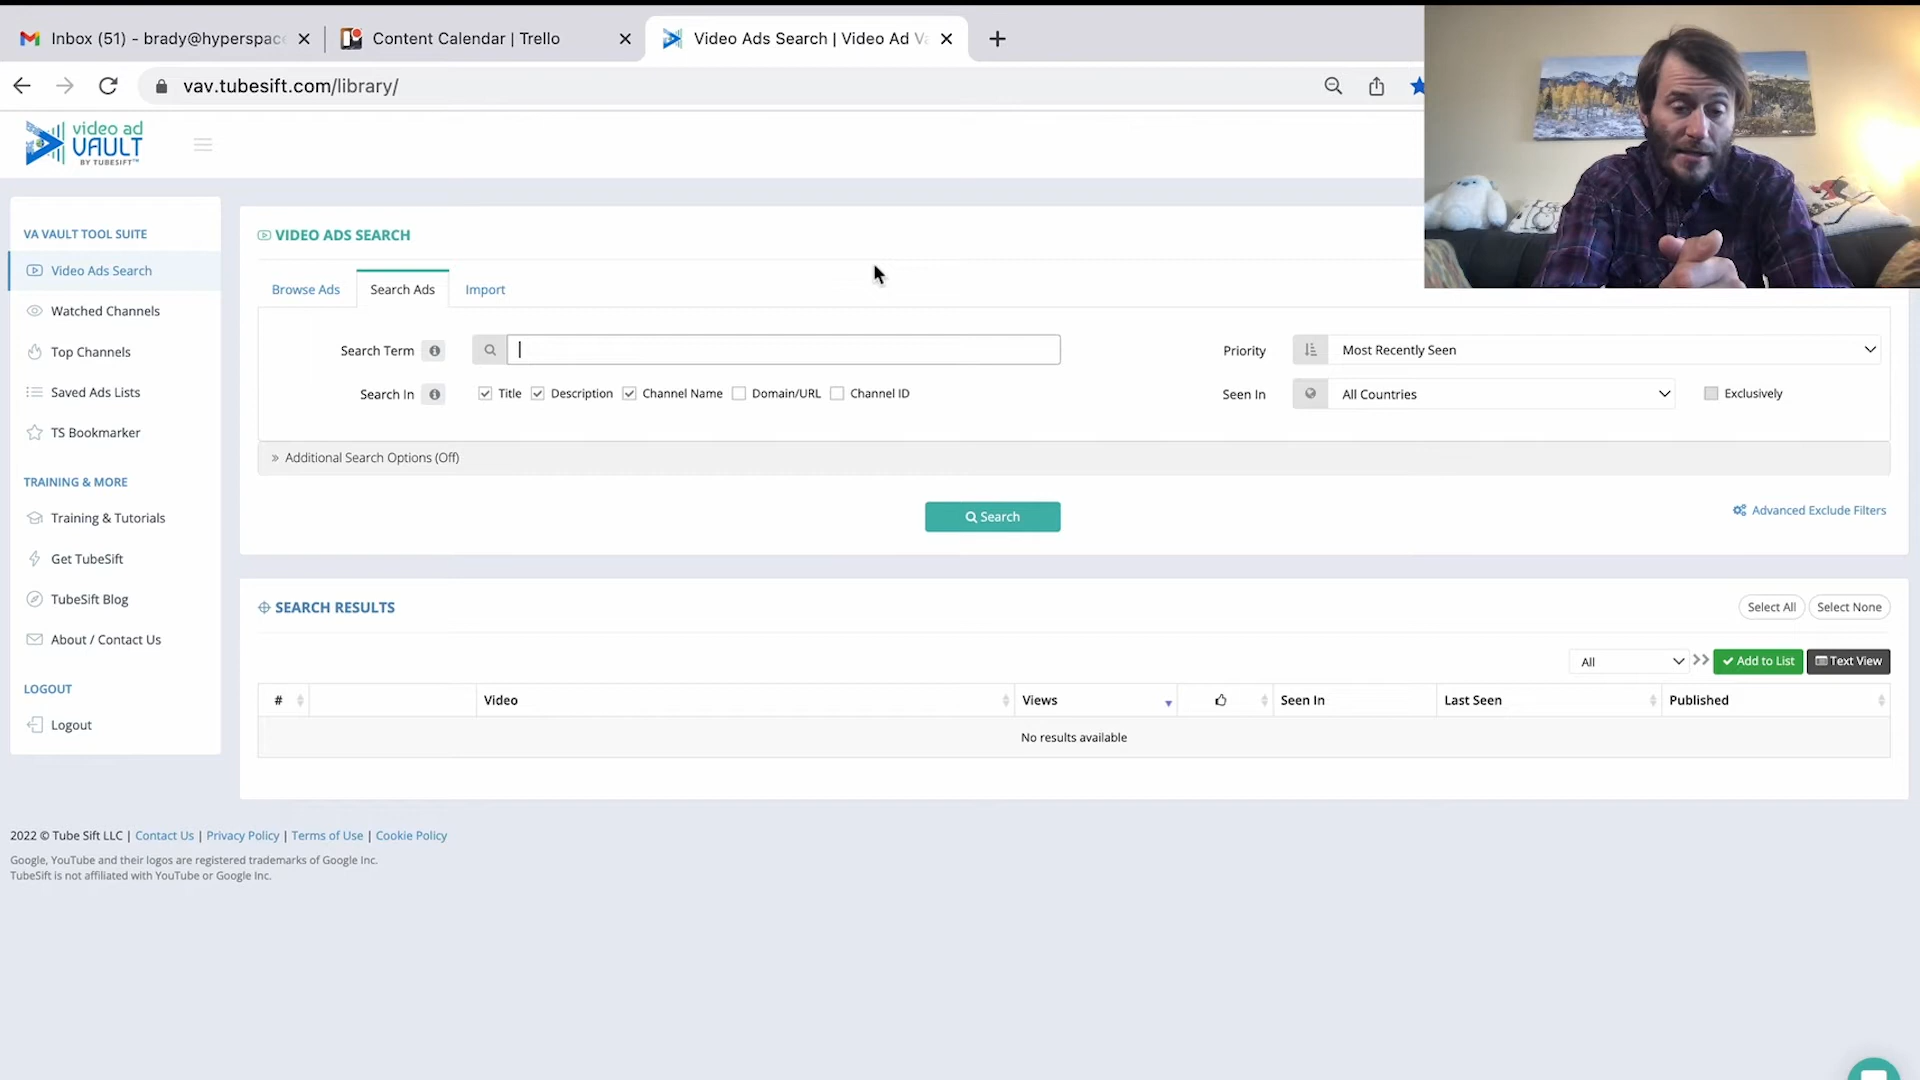 Inbox (51) - brady@hyperspac
Content Calendar | Trello
Video Ads Search | Video Ad Va
vav.tubesift.com/library/
video ad
VAULT
BY TUBESIFT™
VA VAULT TOOL SUITE
Video Ads Search
Watched Channels
Top Channels
Saved Ads Lists
TS Bookmarker
TRAINING & MORE
Training & Tutorials
Get TubeSift
TubeSift Blog
About / Contact Us
LOGOUT
Logout
VIDEO ADS SEARCH
Browse Ads
Search Ads
Import
Search Term
Priority
Most Recently Seen
Search In
Title
Description
Channel Name
Domain/URL
Channel ID
Seen In
All Countries
Exclusively
» Additional Search Options (Off)
Search
Advanced Exclude Filters
SEARCH RESULTS
Select All
Select None
All
Add to List
Text View
#
Video
Views
Seen In
Last Seen
Published
No results available
2022 © Tube Sift LLC | Contact Us | Privacy Policy | Terms of Use | Cookie Policy
Google, YouTube and their logos are registered trademarks of Google Inc.
TubeSift is not affiliated with YouTube or Google Inc.